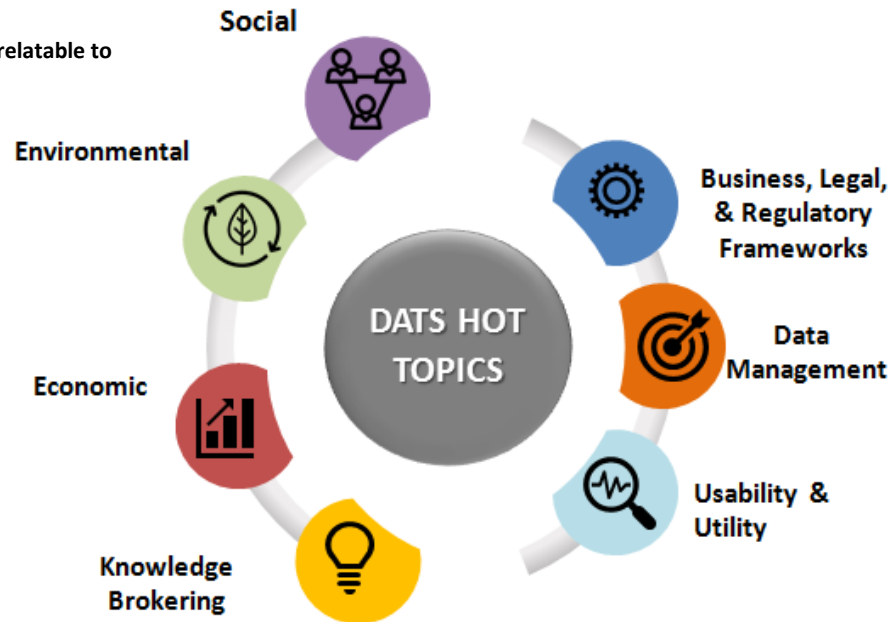 relatable to
Social
Environmental
Economic
Knowledge
Brokering
DATS HOT
TOPICS
Business, Legal,
& Regulatory
Frameworks
Data
Management
Usability &
Utility